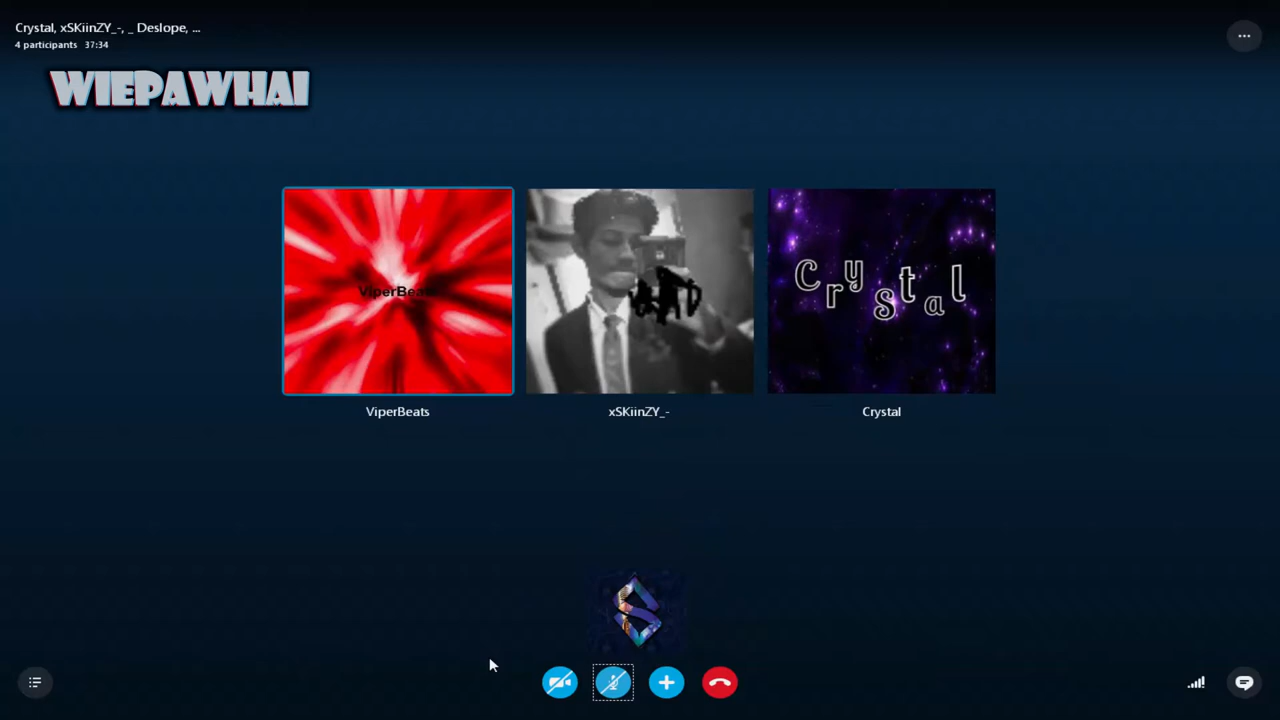 Crystal, xSKiinZY_-, _ Deslope, ...
4 participants 37:34
WIEPAWHAI
ViperBeats
Crystal
ViperBeats
xSKiinZY_-
Crystal